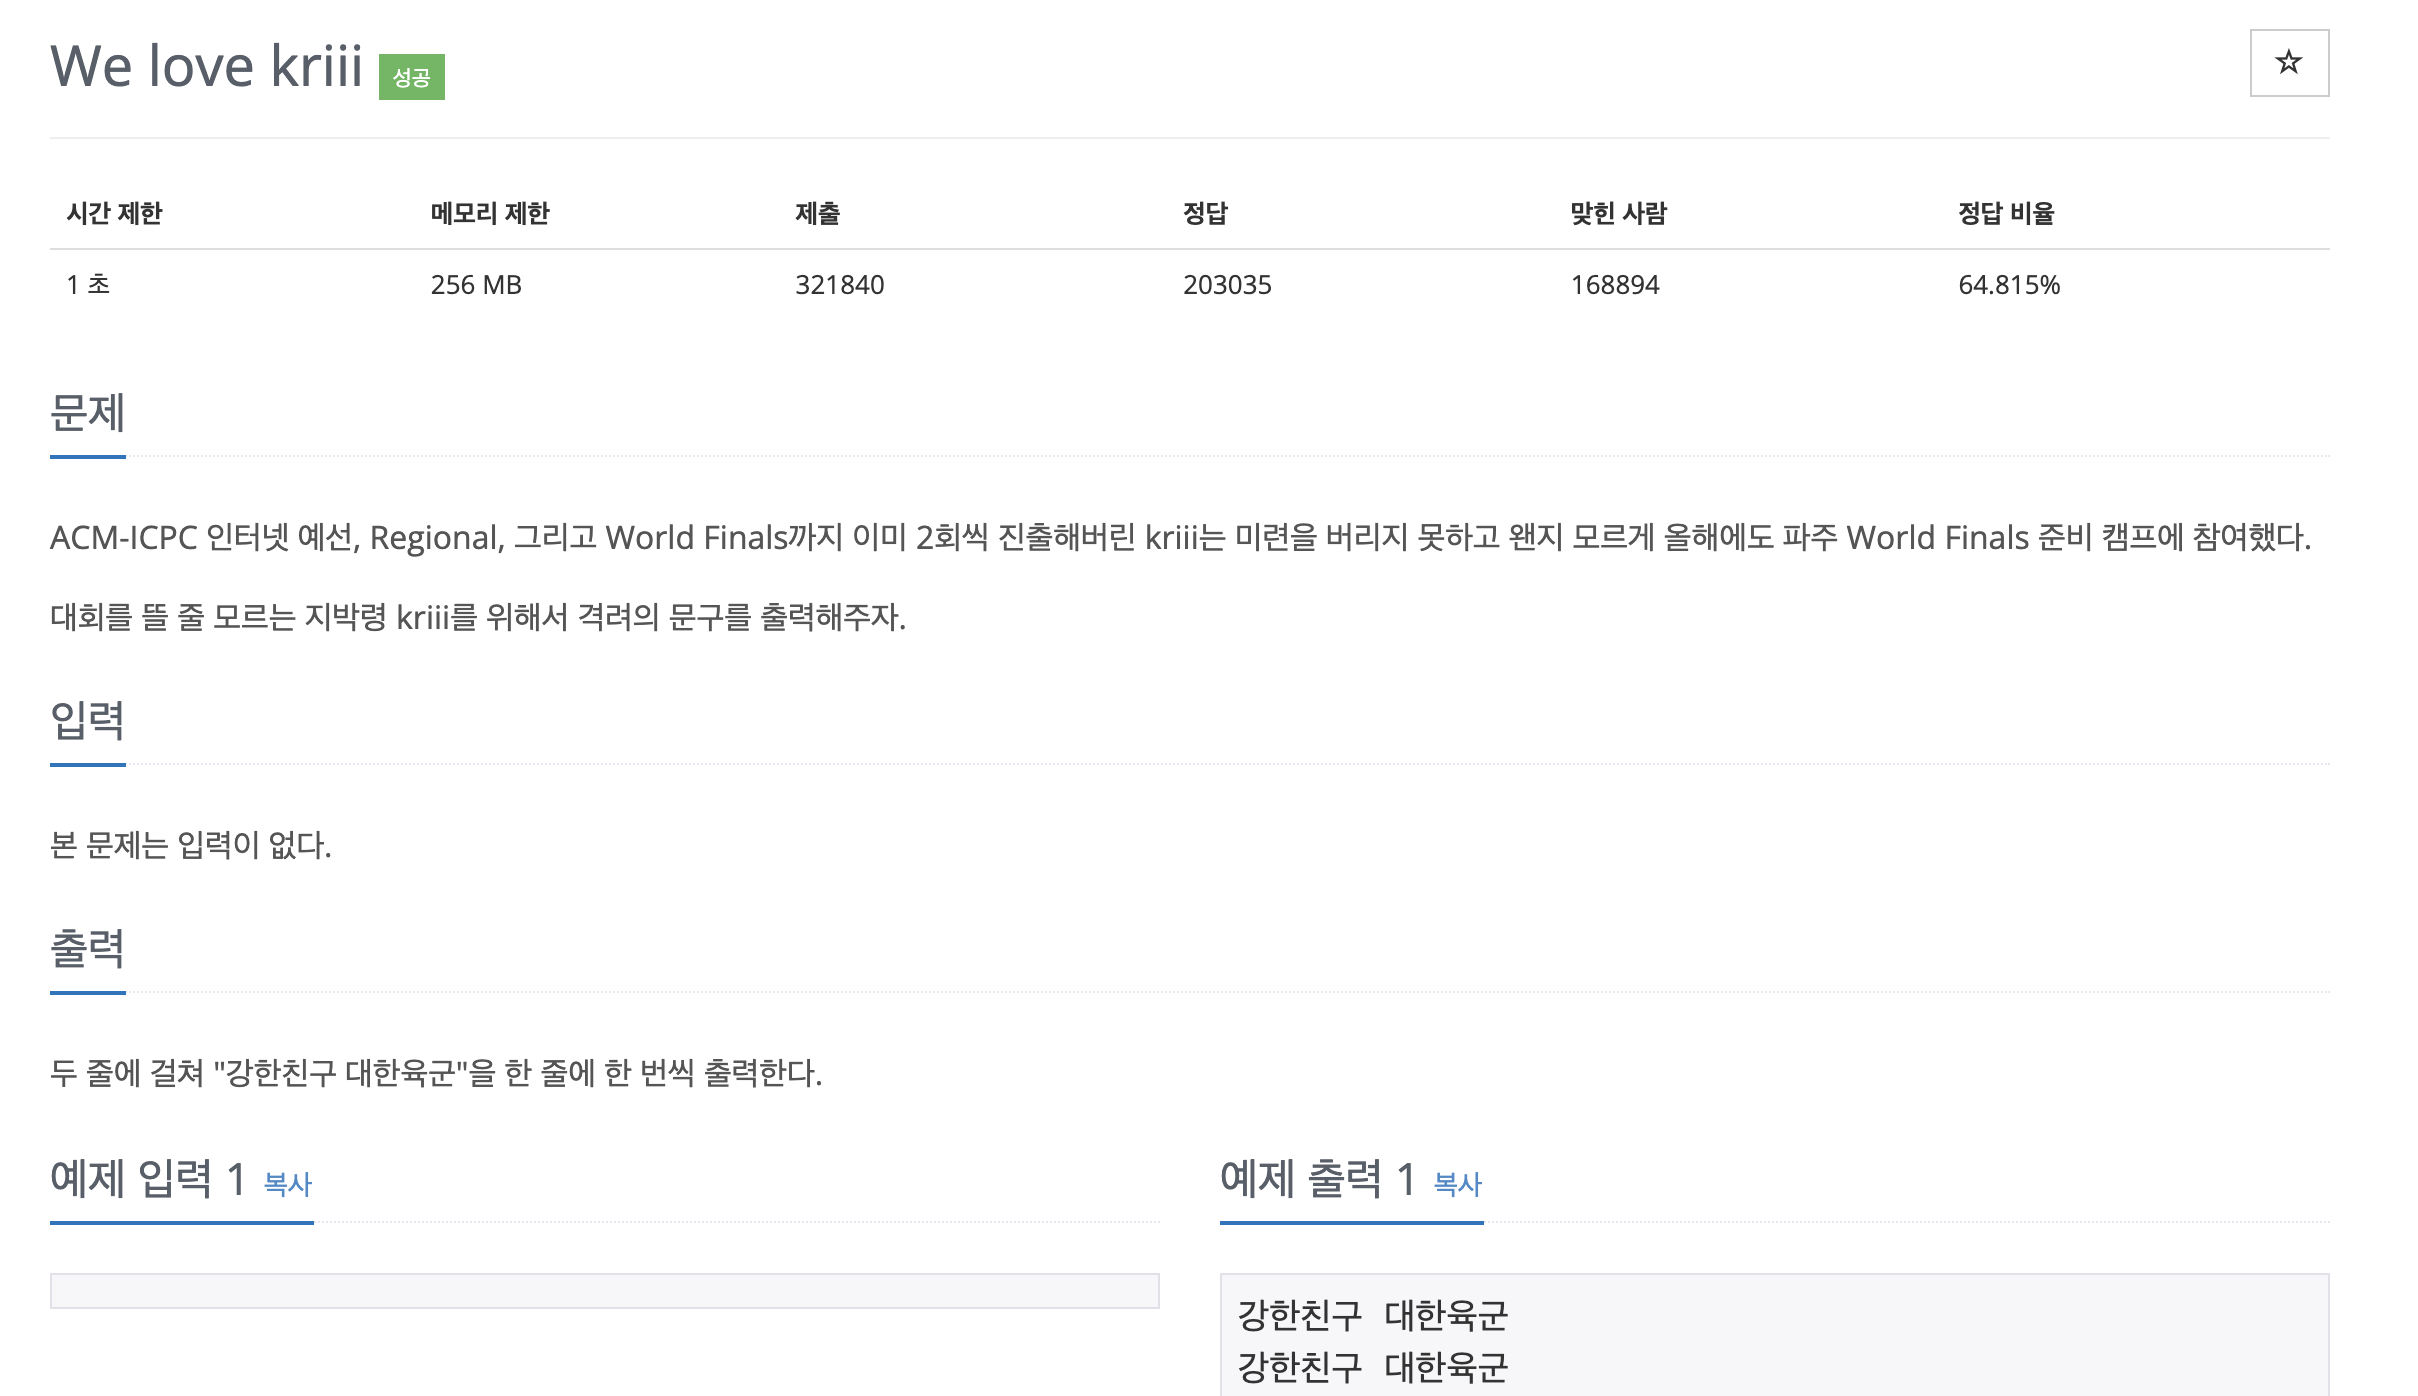 We love kriii 성공
시간 제한 메모리 제한 제출 정답 맞힌 사람 정답 비율
1 초 256 MB 321840 203035 168894 64.815%
문제
ACM-ICPC 인터넷 예선, Regional, 그리고 World Finals까지 이미 2회씩 진출해버린 kriii는 미련을 버리지 못하고 왠지 모르게 올해에도 파주 World Finals 준비 캠프에 참여했다.
대회를 뜰 줄 모르는 지박령 kriii를 위해서 격려의 문구를 출력해주자.
입력
본 문제는 입력이 없다.
출력
두 줄에 걸쳐 "강한친구 대한육군"을 한 줄에 한 번씩 출력한다.
예제 입력 1 복사
예제 출력 1 복사
강한친구 대한육군
강한친구 대한육군